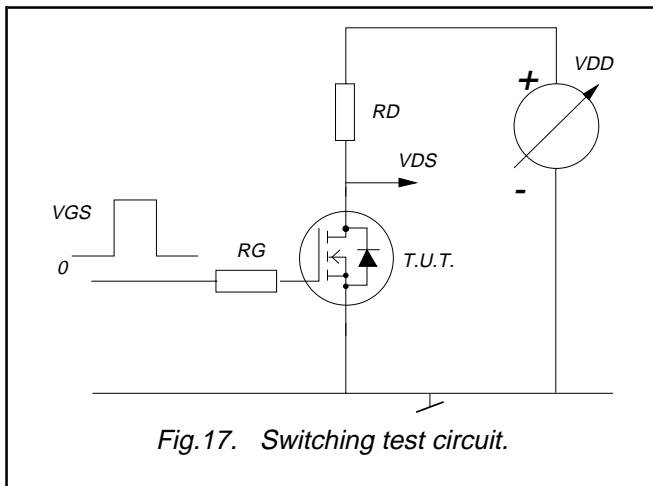 VDD
+
RD
VDS
-
VGS
RG
T.U.T.
0
Fig.17. Switching test circuit.